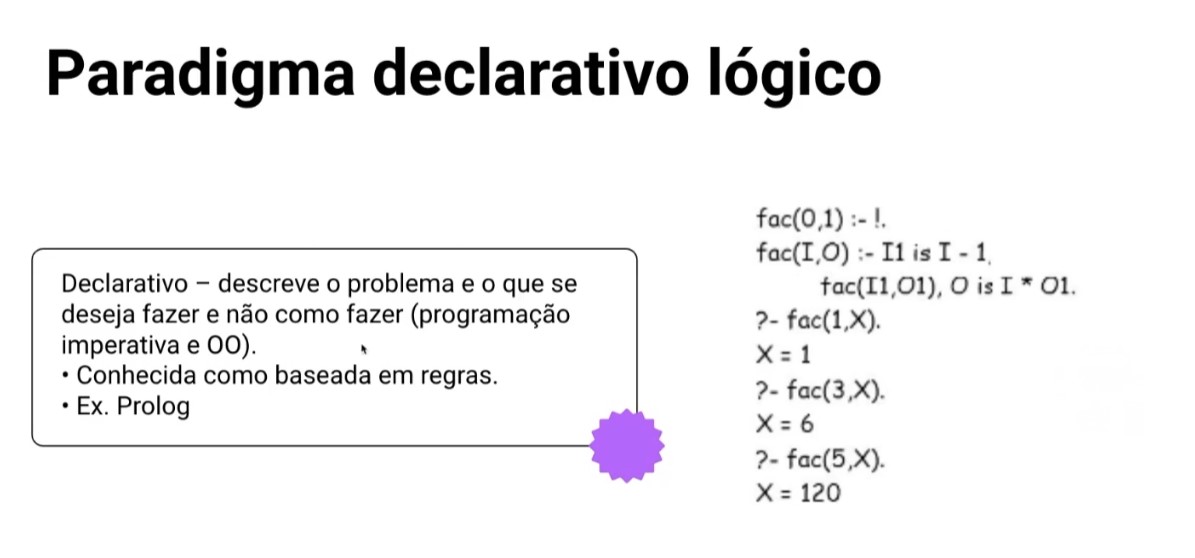 Paradigma declarativo lógico
Declarativo – descreve o problema e o que se
deseja fazer e não como fazer (programação
imperativa e OO).
• Conhecida como baseada em regras.
• Ex. Prolog
fac(0,1) :- !.
fac(I,O) :- I1 is I - 1,
fac(I1,O1), O is I * O1.
?- fac(1,X).
X = 1
?- fac(3,X).
X = 6
?- fac(5,X).
X = 120